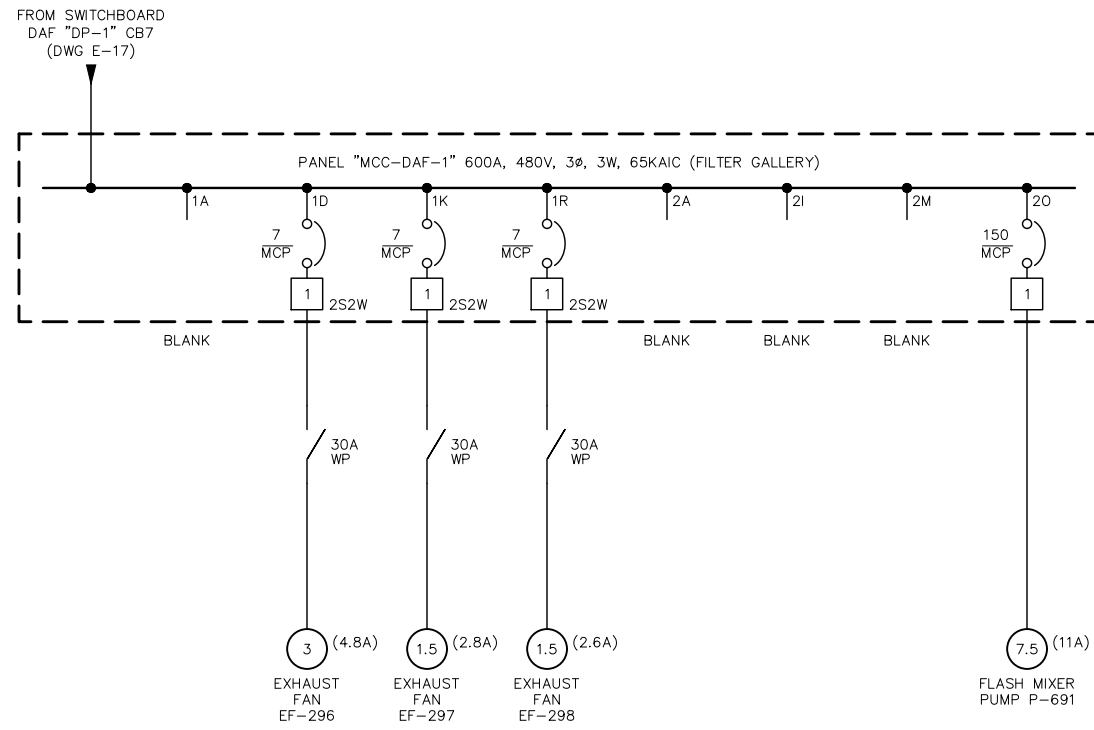 FROM SWITCHBOARD
DAF "DP-1" CB7
(DWG E-17)
PANEL "MCC-DAF-1" 600A, 480V, 3ø, 3W, 65KAIC (FILTER GALLERY)
1A
1D
1K
1R
2A
2I
2M
2O
7
MCP
7
MCP
7
MCP
150
MCP
1
2S2W
1
2S2W
1
2S2W
1
BLANK
BLANK
BLANK
BLANK
30A
WP
30A
WP
30A
WP
3
(4.8A)
EXHAUST
FAN
EF-296
1.5
(2.8A)
EXHAUST
FAN
EF-297
1.5
(2.6A)
EXHAUST
FAN
EF-298
7.5
(11A)
FLASH MIXER
PUMP P-691